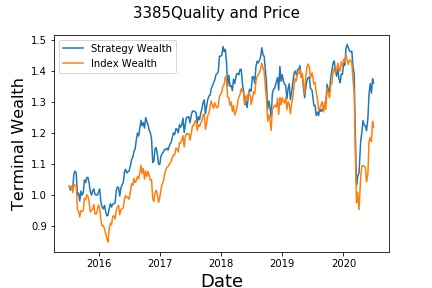 3385Quality and Price
Strategy Wealth
Index Wealth
Terminal Wealth
1.5
1.4
1.3
1.2
1.1
1.0
0.9
2016 2017 2018 2019 2020
Date